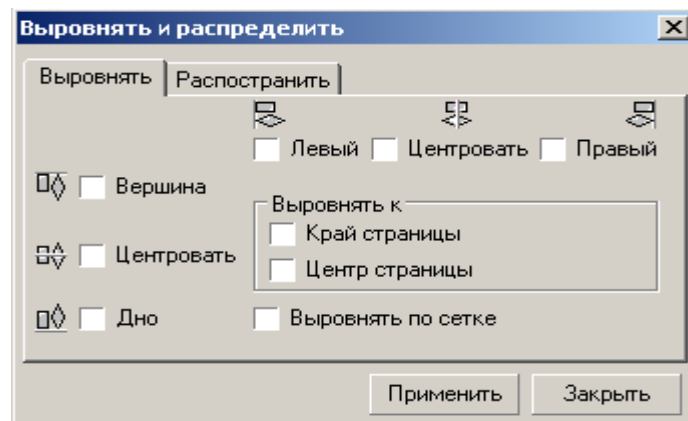 Выровнять и распределить
Выровнять Распостранить
Левый Центровать Правый
Вершина
Выровнять к
Край страницы
Центровать
Центр страницы
Дно Выровнять по сетке
Применить Закрыть